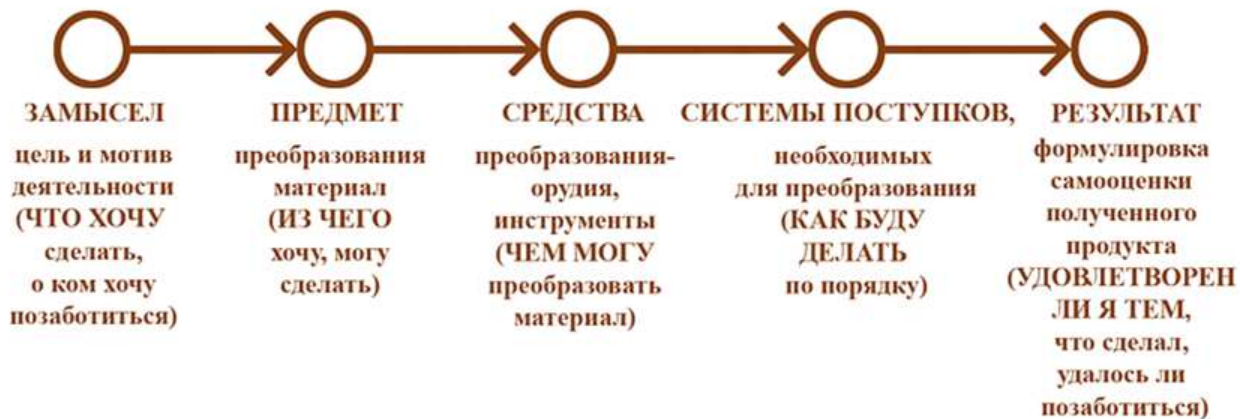 ЗАМЫСЕЛ
цель и мотив
деятельности
(ЧТО ХОЧУ
сделать,
о ком хочу
позаботиться)
ПРЕДМЕТ
преобразования
материал
(ИЗ ЧЕГО
хочу, могу
сделать)
СРЕДСТВА
преобразования-
орудия,
инструменты
(ЧЕМ МОГУ
преобразовать
материал)
СИСТЕМЫ ПОСТУПКОВ,
необходимых
для преобразования
(КАК БУДУ
ДЕЛАТЬ
по порядку)
РЕЗУЛЬТАТ
формулировка
самооценки
полученного
продукта
(УДОВЛЕТВОРЕН
ЛИ Я ТЕМ,
что сделал,
удалось ли
позаботиться)